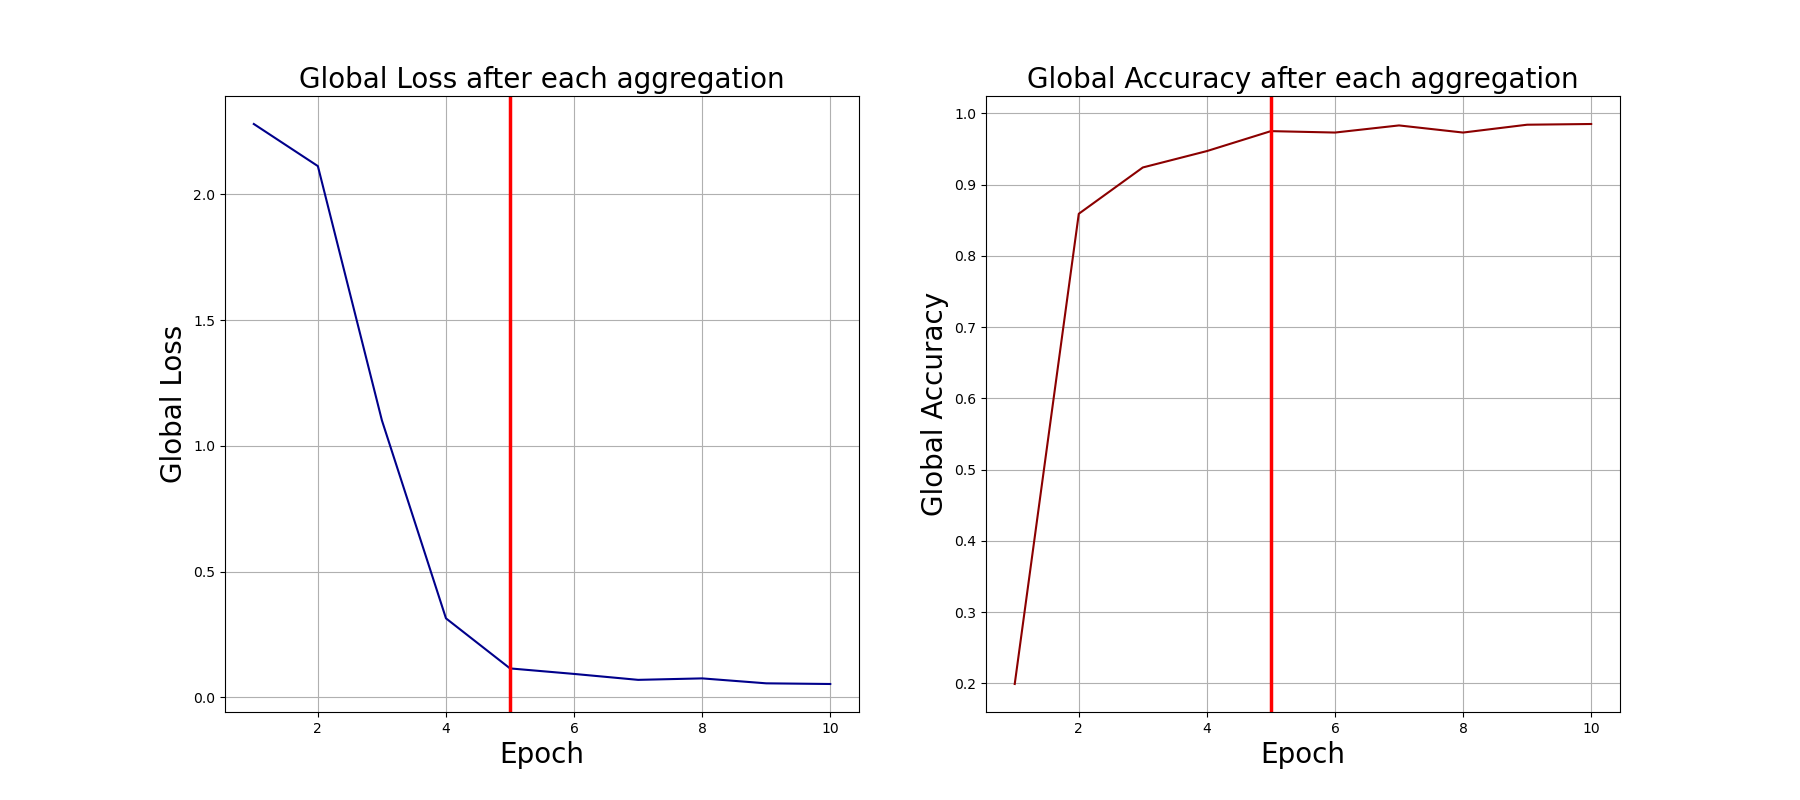 Global Loss after each aggregation
Global Loss
2.0
1.5
1.0
0.5
0.0
2 4 6 8 10
Epoch
Global Accuracy after each aggregation
Global Accuracy
1.0
0.9
0.8
0.7
0.6
0.5
0.4
0.3
0.2
2 4 6 8 10
Epoch